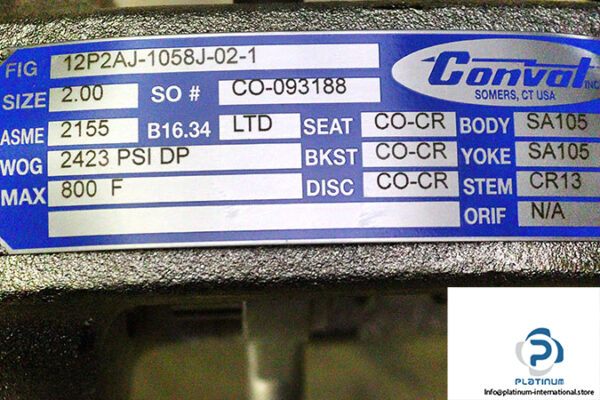 FIG 12P2AJ-1058J-02-1
Conval INC
SOMERS, CT USA
SIZE 2.00 SO # CO-093188
ASME 2155 B16.34 LTD SEAT CO-CR BODY SA105
WOG 2423 PSI DP BKST CO-CR YOKE SA105
MAX 800 F DISC CO-CR STEM CR13
ORIF N/A
PLATINUM
info@platinum-international.store